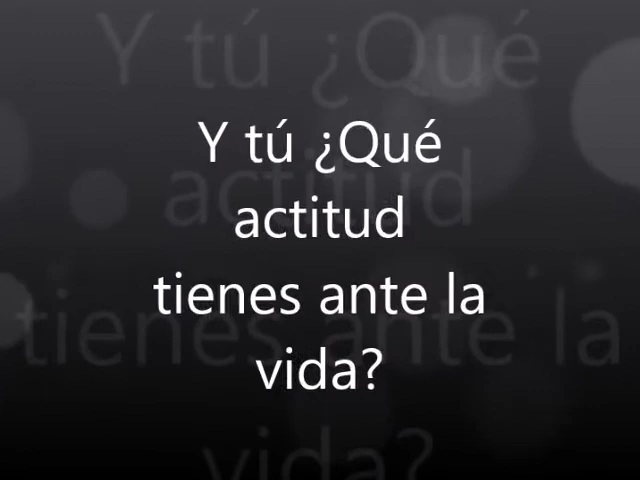 Y tú ¿Qué
actitud
tienes ante la
vida?